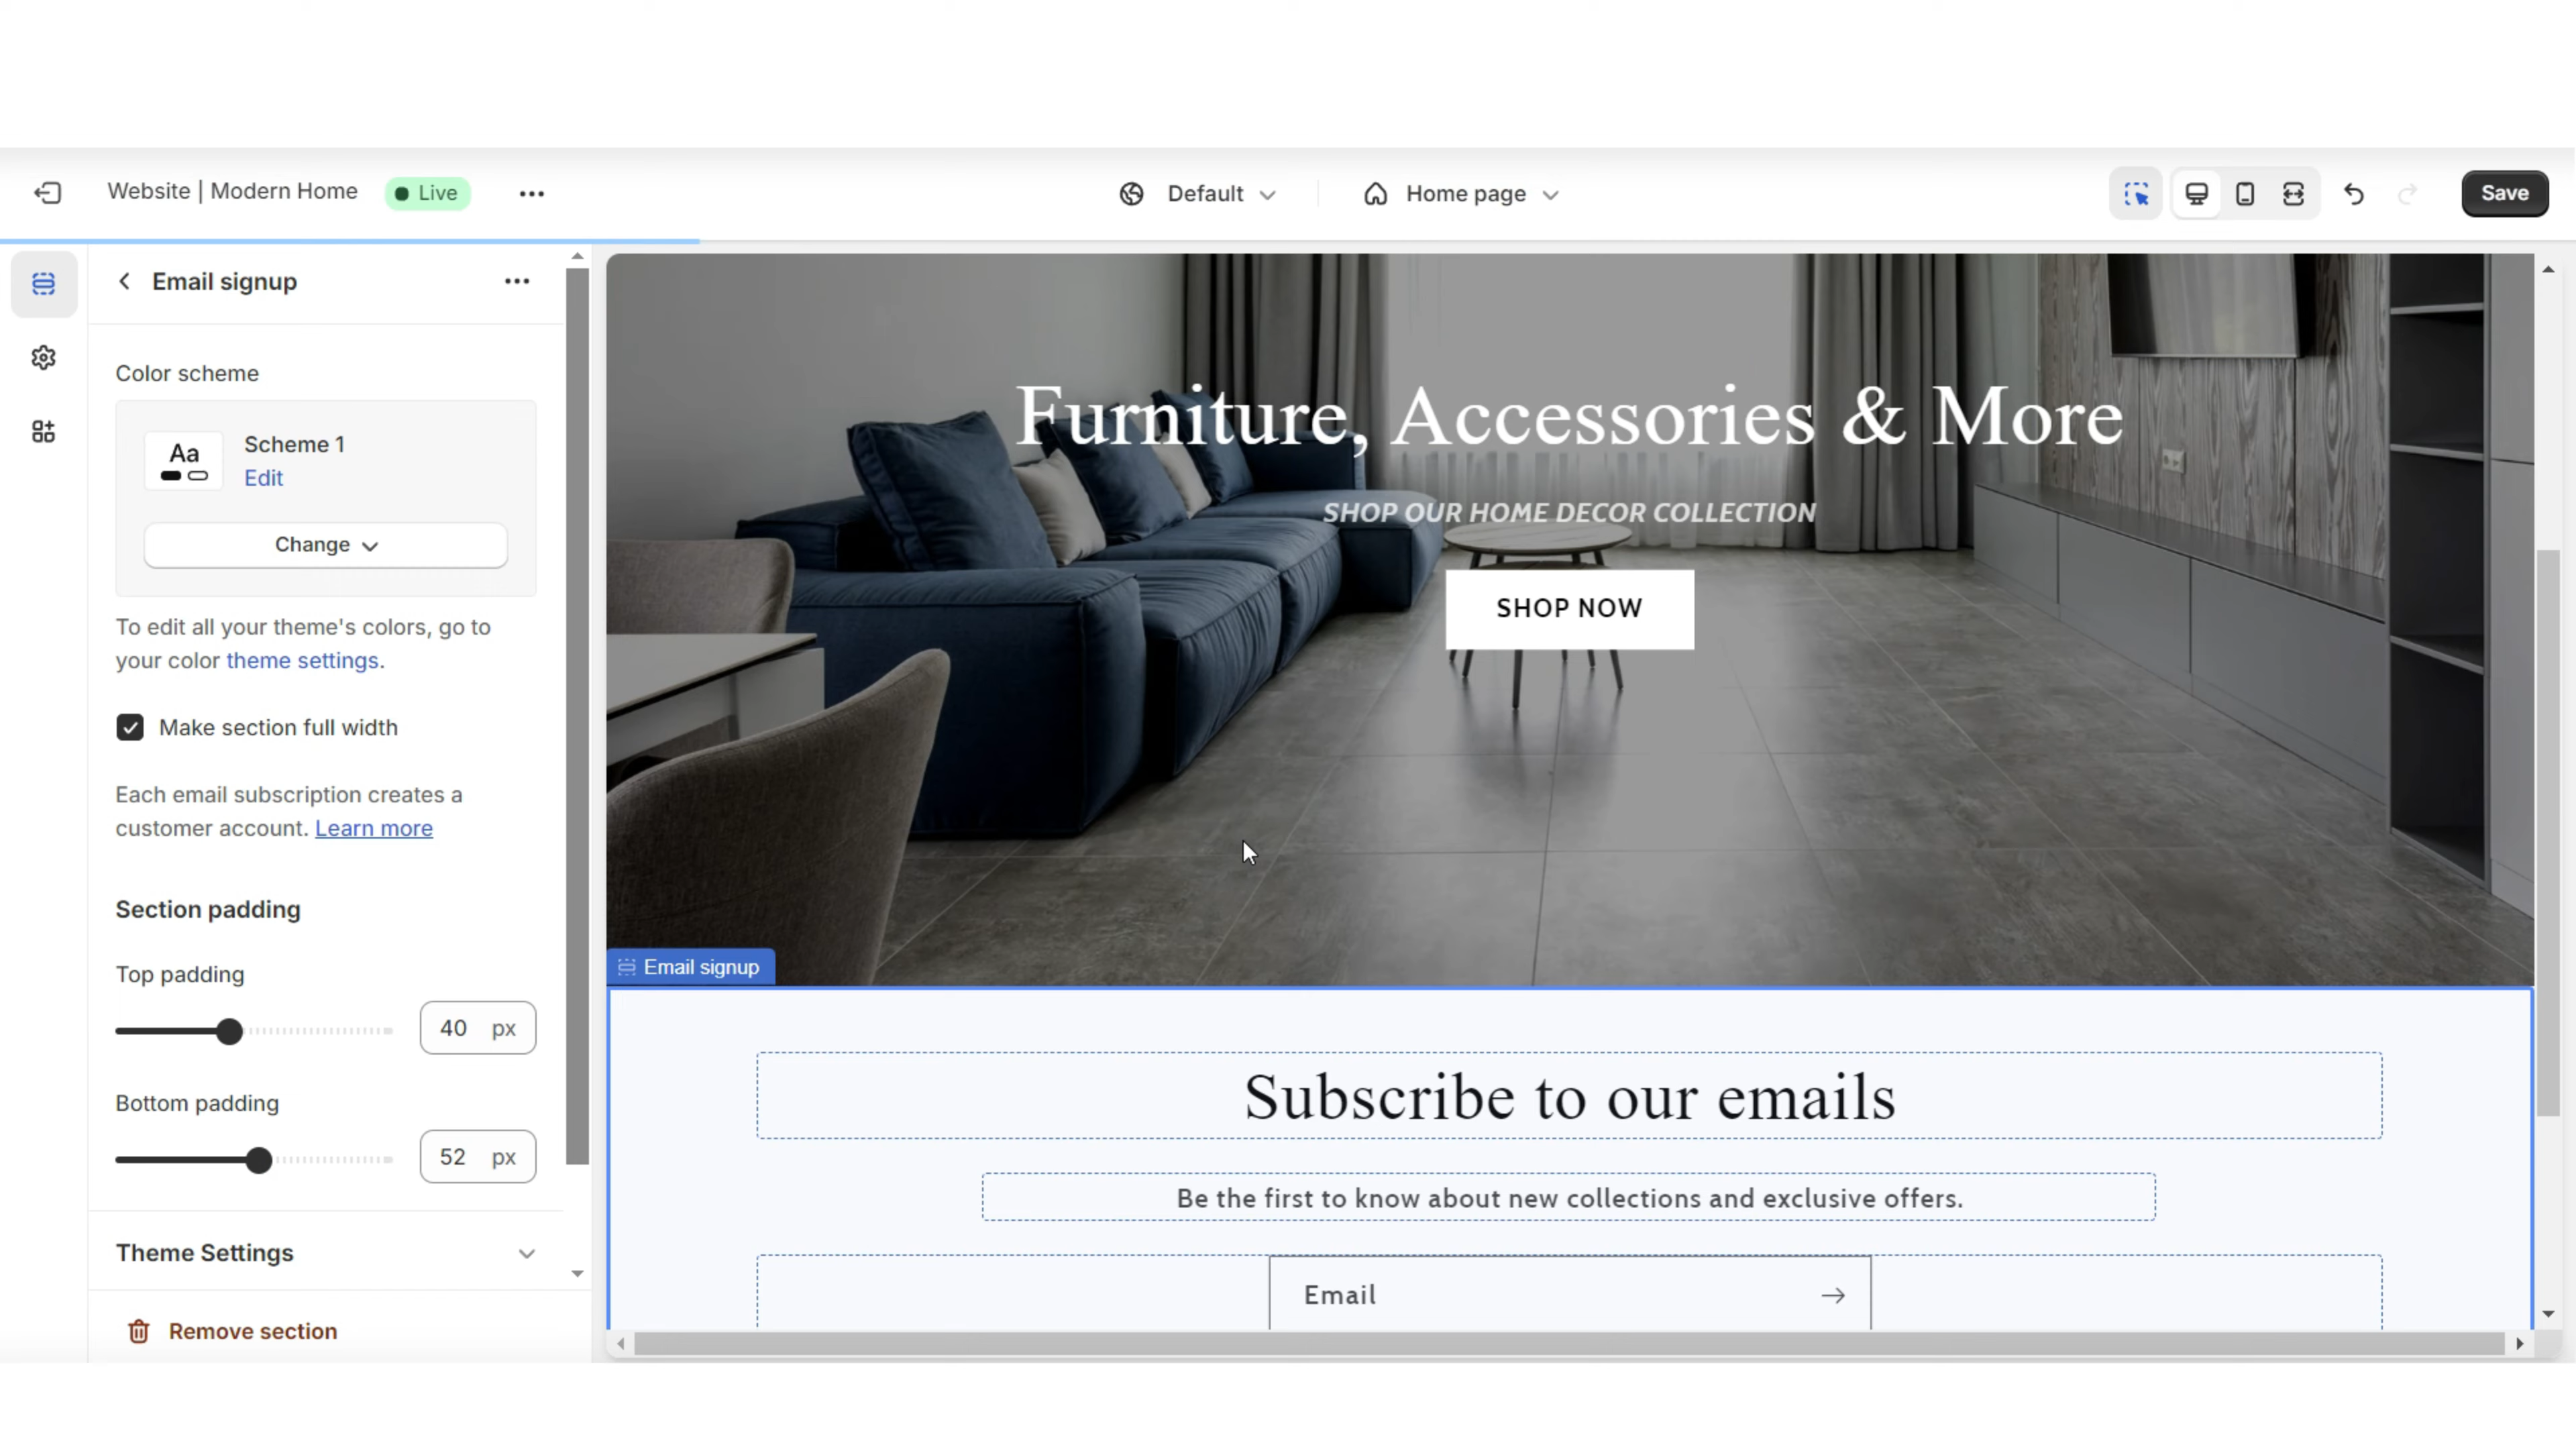 Website | Modern Home
Live
Default
Home page
Save
Email signup
Color scheme
Aa
Scheme 1
Edit
Change
To edit all your theme's colors, go to
your color theme settings.
Make section full width
Each email subscription creates a
customer account. Learn more
Section padding
Top padding
40 px
Bottom padding
52 px
Theme Settings
Remove section
Furniture, Accessories & More
SHOP OUR HOME DECOR COLLECTION
SHOP NOW
Email signup
Subscribe to our emails
Be the first to know about new collections and exclusive offers.
Email